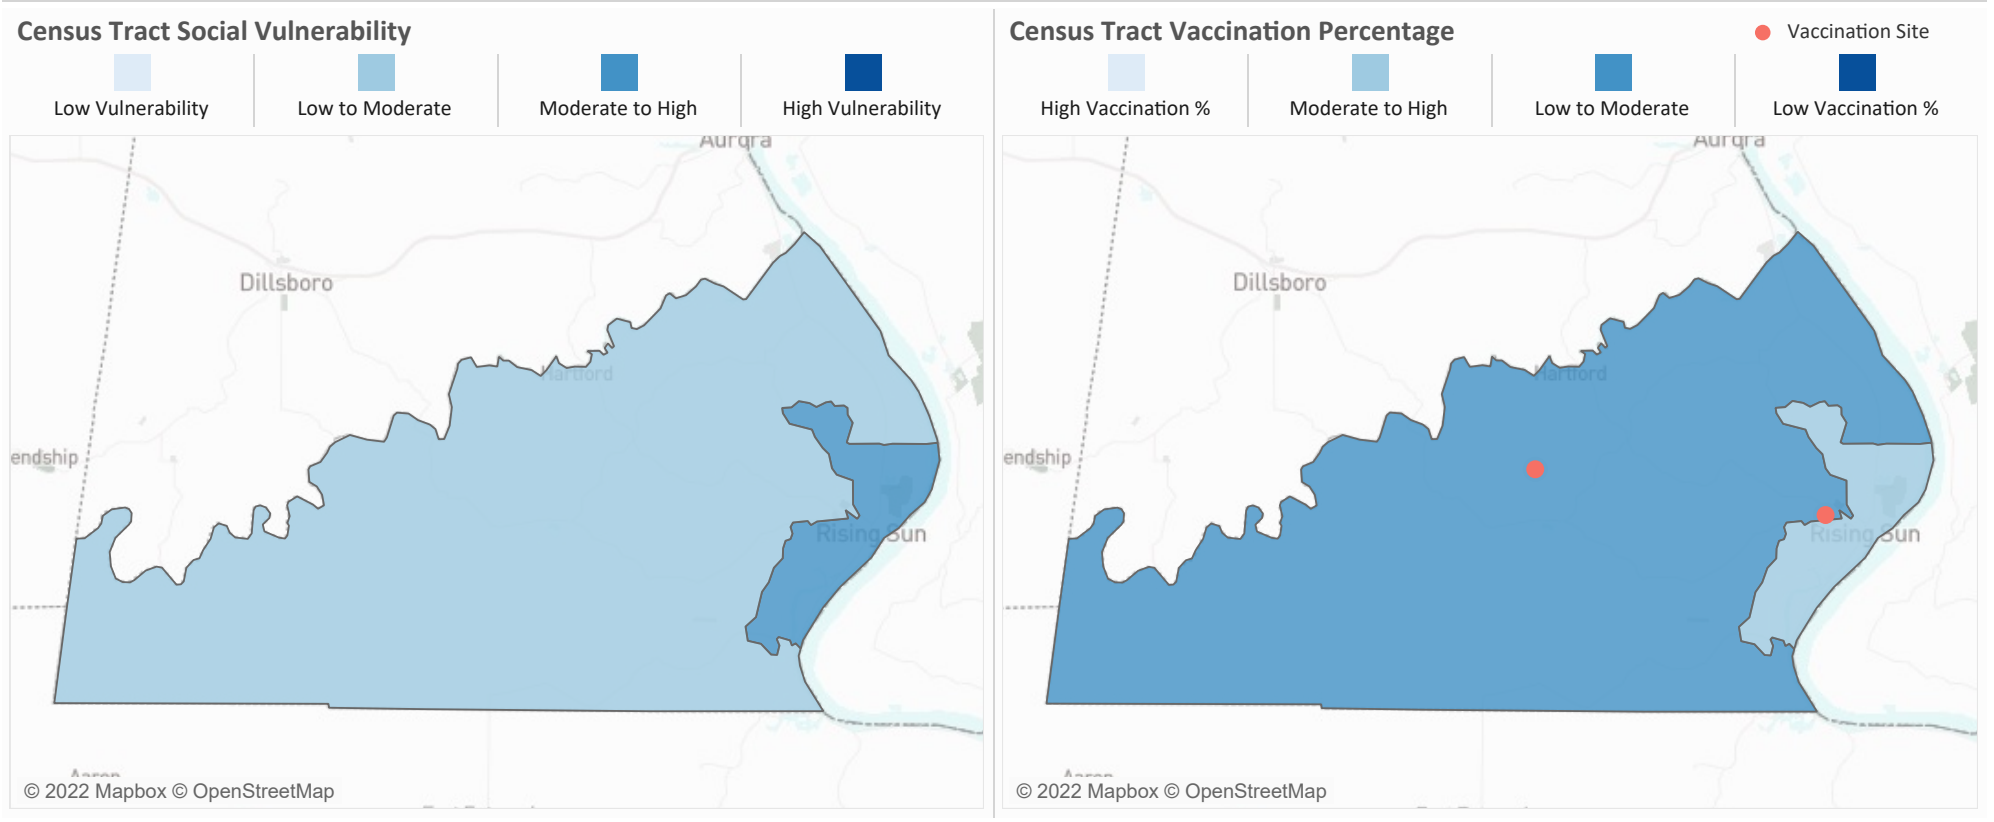 Census Tract Social Vulnerability
Low Vulnerability
Low to Moderate
Moderate to High
High Vulnerability
Aurora
Dillsboro
Hartford
endship
Rising Sun
© 2022 Mapbox © OpenStreetMap
Census Tract Vaccination Percentage
Vaccination Site
High Vaccination %
Moderate to High
Low to Moderate
Low Vaccination %
Aurora
Dillsboro
Hartford
endship
Rising Sun
© 2022 Mapbox © OpenStreetMap